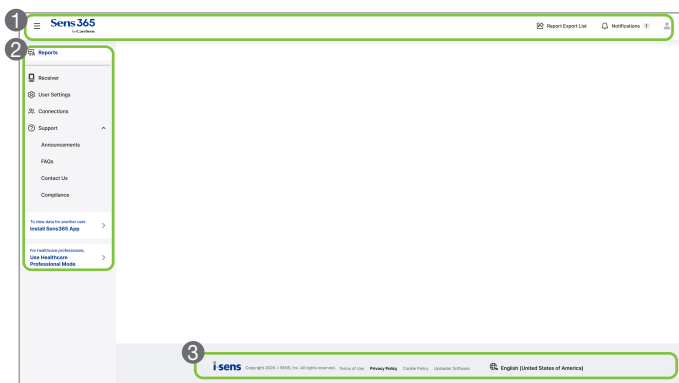 1
Sens365
by CareSens
Report Export List
Notifications 1
2
Reports
Receiver
User Settings
Connections
Support
Announcements
FAQs
Contact Us
Compliance
To view data for another user
Install Sens365 App
For healthcare professionals,
Use Healthcare
Professional Mode
3
i-sens Copyright 2025, i-SENS, Inc. All rights reserved. Terms of Use Privacy Policy Cookie Policy Uploader Software English (United States of America)